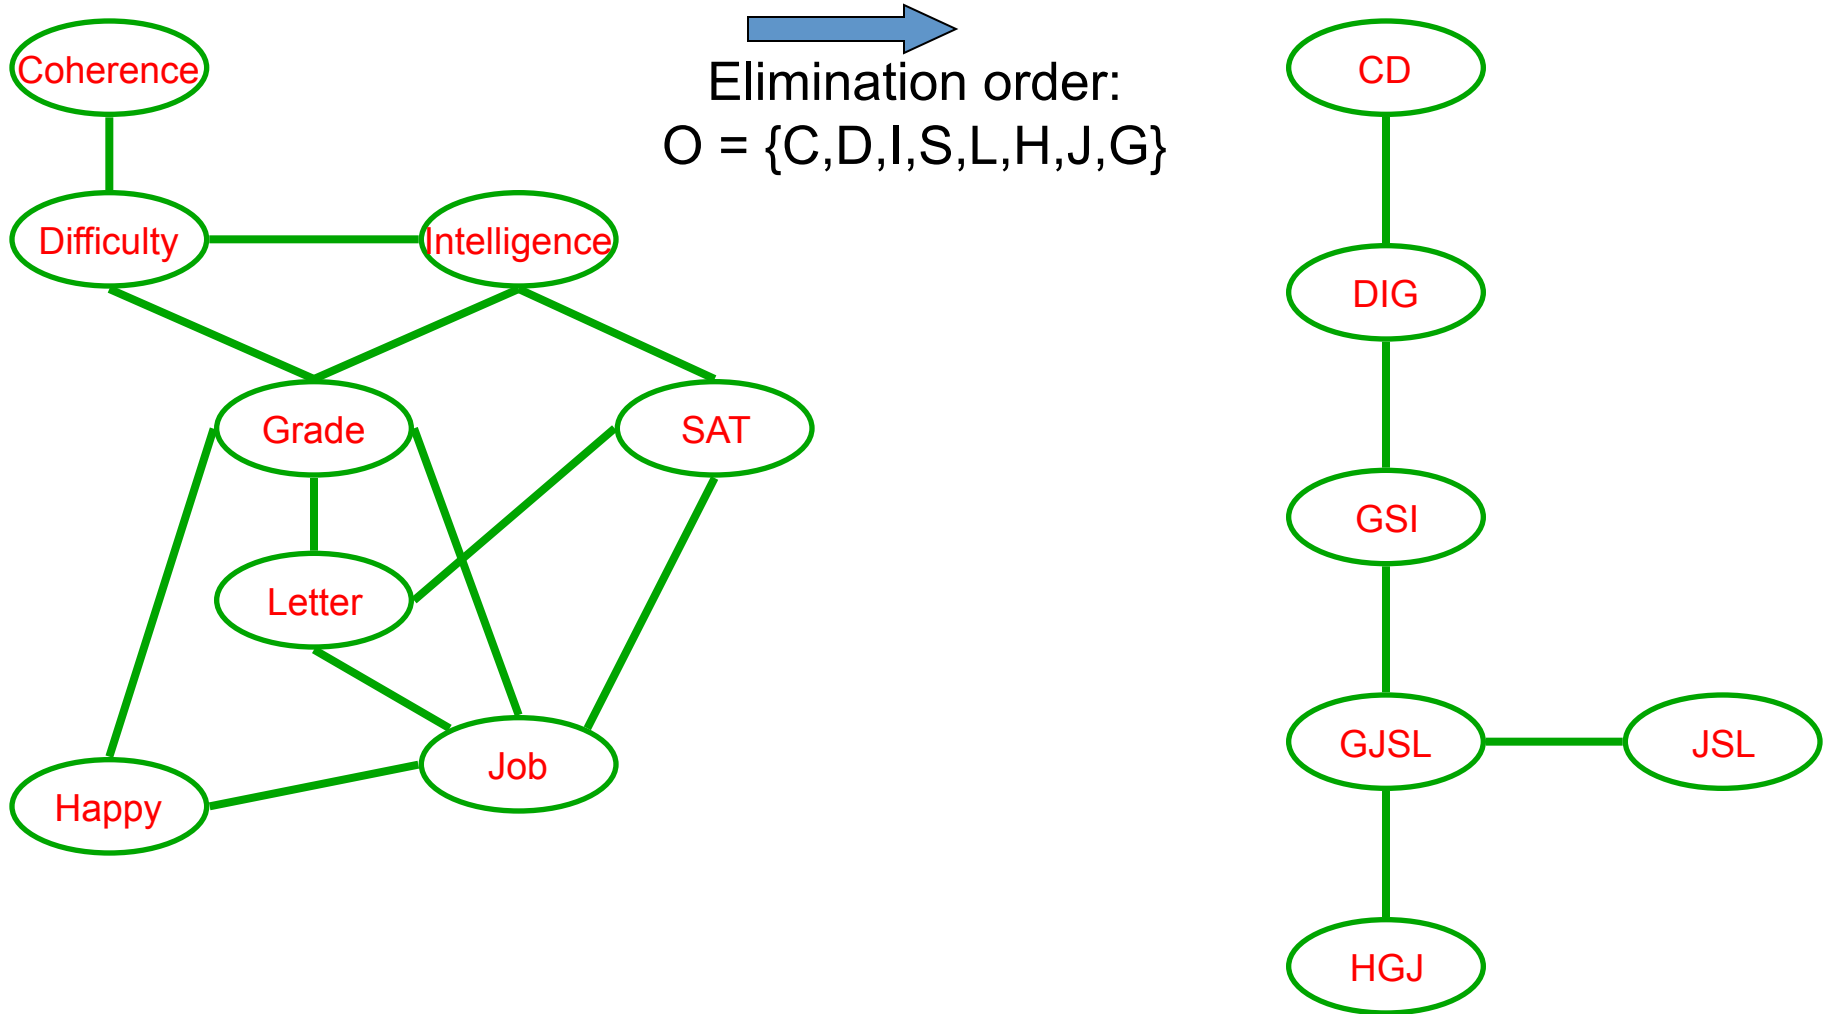 Coherence
Difficulty
Intelligence
Grade
SAT
Letter
Job
Happy
Elimination order:
O = {C,D,I,S,L,H,J,G}
CD
DIG
GSI
GJSL
JSL
HGJ